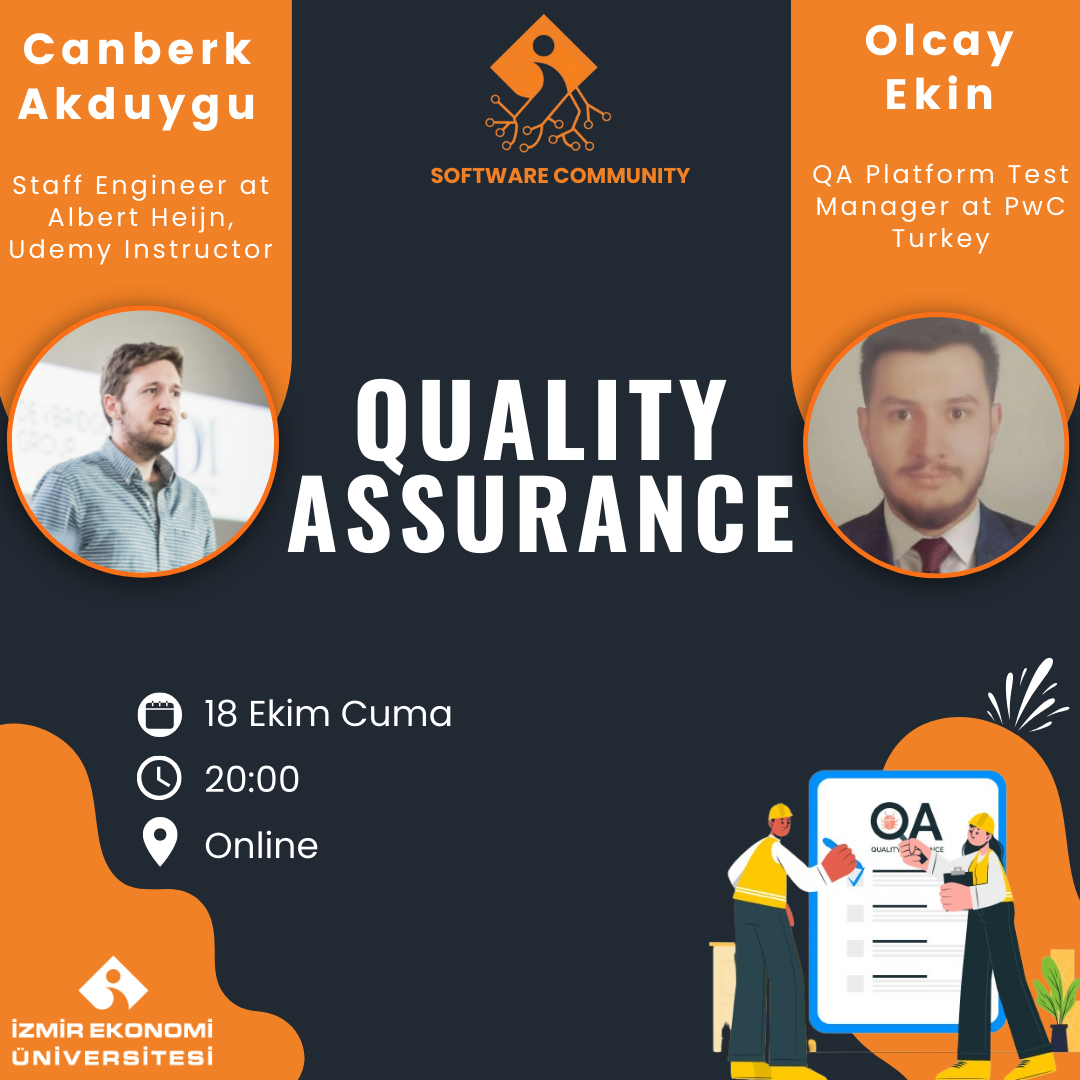 Canberk
Akduygu
Staff Engineer at
Albert Heijn,
Udemy Instructor
SOFTWARE COMMUNITY
Olcay
Ekin
QA Platform Test
Manager at PwC
Turkey
QUALITY
ASSURANCE
18 Ekim Cuma
20:00
Online
QA
İZMİR EKONOMİ
ÜNİVERSİTESİ